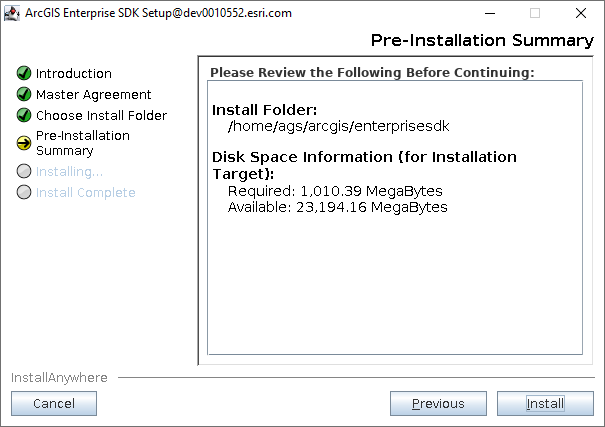 ArcGIS Enterprise SDK Setup@dev0010552.esri.com
Pre-Installation Summary
Introduction
Master Agreement
Choose Install Folder
Pre-Installation
Summary
Installing...
Install Complete
Please Review the Following Before Continuing:
Install Folder:
/home/ags/arcgis/enterprisesdk
Disk Space Information (for Installation
Target):
Required: 1,010.39 MegaBytes
Available: 23,194.16 MegaBytes
InstallAnywhere
Cancel
Previous
Install